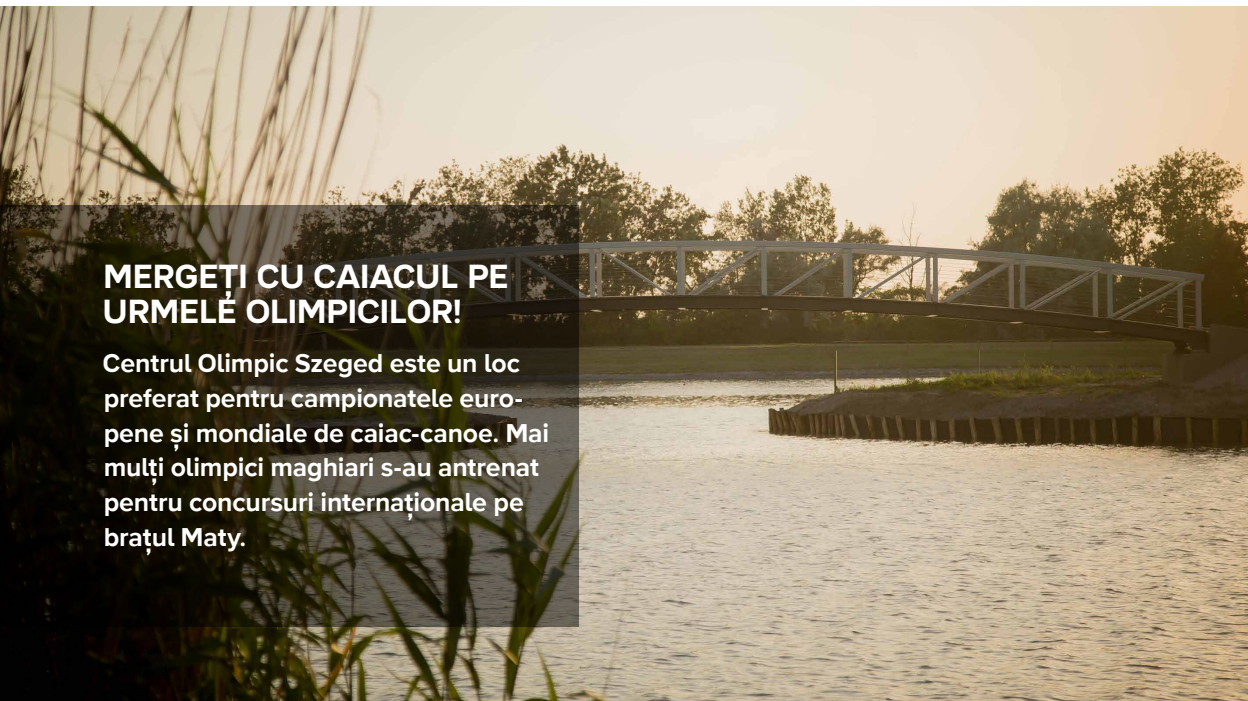 MERGEȚI CU CAIACUL PE
URMELE OLIMPICILOR!
Centrul Olimpic Szeged este un loc
preferat pentru campionatele euro-
pene și mondiale de caiac-canoe. Mai
mulți olimpici maghiari s-au antrenat
pentru concursuri internaționale pe
brațul Maty.